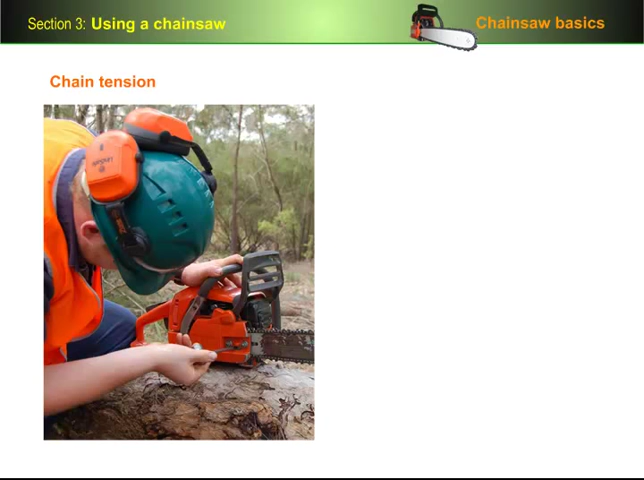 Section 3: Using a chainsaw
Chainsaw basics
Chain tension